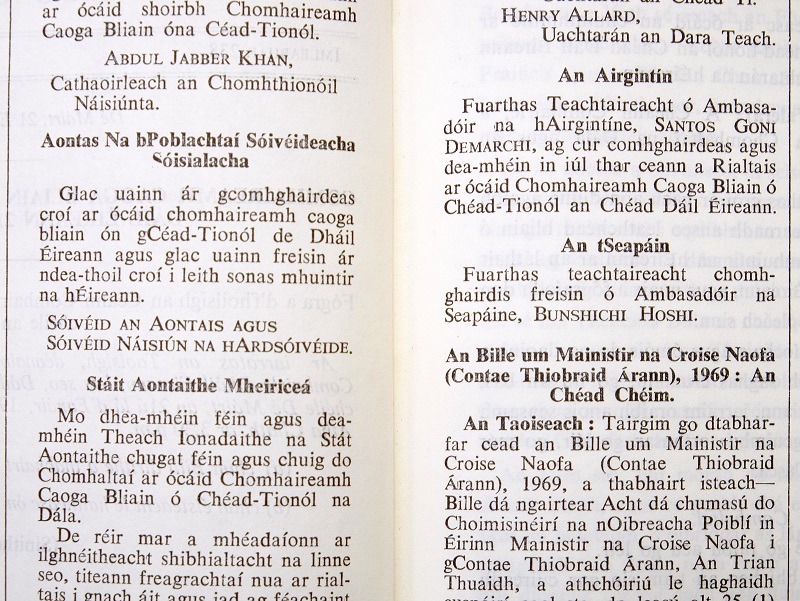 ar ócáid shoirbh Chomhaireamh
Caoga Bliain óna Céad-Tionól.
ABDUL JABBER KHAN,
Cathaoirleach an Chomhthionóil
Náisiúnta.
Aontas Na bPoblachtaí Sóivéideacha
Sóisialacha
Glac uainn ár gcomhghairdeas
croí ar ócáid chomhaireamh caoga
bliain ón gCéad-Tionól de Dháil
Éireann agus glac uainn freisin ár
ndea-thoil croí i leith sonas mhuintir
na hÉireann.
SÓIVÉID AN AONTAIS AGUS
SÓIVÉID NÁISIÚN NA HARDSÓIVÉIDE.
Stáit Aontaithe Mheiriceá
Mo dhea-mhéin féin agus dea-
mhéin Theach Ionadaithe na Stát
Aontaithe chugat féin agus chuig do
Chomhaltaí ar ócáid Chomhaireamh
Caoga Bliain ó Chéad-Tionól na
Dála.
De réir mar a mhéadaíonn ar
ilghnéitheacht shibhialtacht na linne
seo, titeann freagrachtaí nua ar rial-
tais i ngach áit agus iad ag féachaint
HENRY ALLARD,
Uachtarán an Dara Teach.
An Airgintín
Fuarthas Teachtaireacht ó Ambasa-
dóir na hAirgintíne, SANTOS GONI
DEMARCHI, ag cur comhghairdeas agus
dea-mhéin in iúl thar ceann a Rialtais
ar ócáid Chomhaireamh Caoga Bliain ó
Chéad-Tionól an Chéad Dáil Éireann.
An tSeapáin
Fuarthas teachtaireacht chomh-
ghairdis freisin ó Ambasadóir na
Seapáine, BUNSHICHI HOSHI.
An Bille um Mainistir na Croise Naofa
(Contae Thiobraid Árann), 1969 : An
Chéad Chéim.
An Taoiseach : Tairgim go dtabhar-
far cead an Bille um Mainistir na
Croise Naofa (Contae Thiobraid
Árann), 1969, a thabhairt isteach—
Bille dá ngairtear Acht dá chumasú do
Choimisinéirí na nOibreacha Poiblí in
Éirinn Mainistir na Croise Naofa i
gContae Thiobraid Árann, An Trian
Thuaidh, a athchóiriú le haghaidh